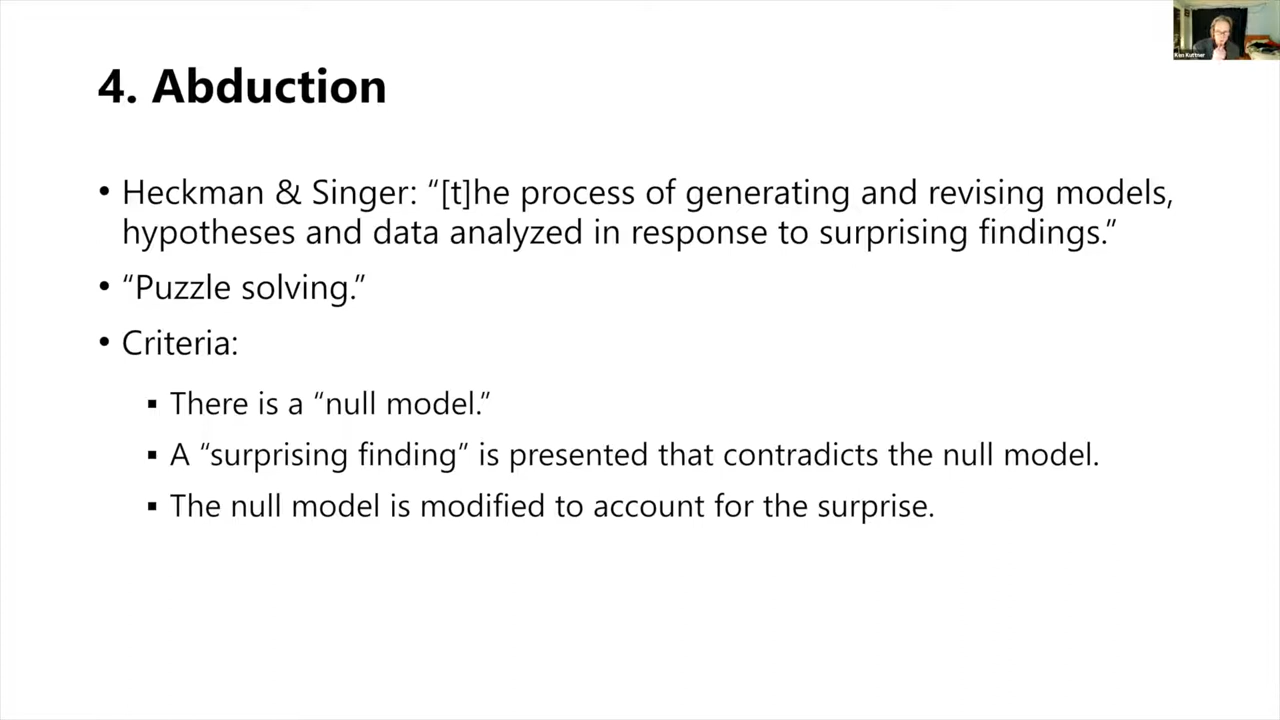 Ken Kuttner
4. Abduction
• Heckman & Singer: “[t]he process of generating and revising models,
hypotheses and data analyzed in response to surprising findings.”
• “Puzzle solving.”
• Criteria:
▪ There is a “null model.”
▪ A “surprising finding” is presented that contradicts the null model.
▪ The null model is modified to account for the surprise.